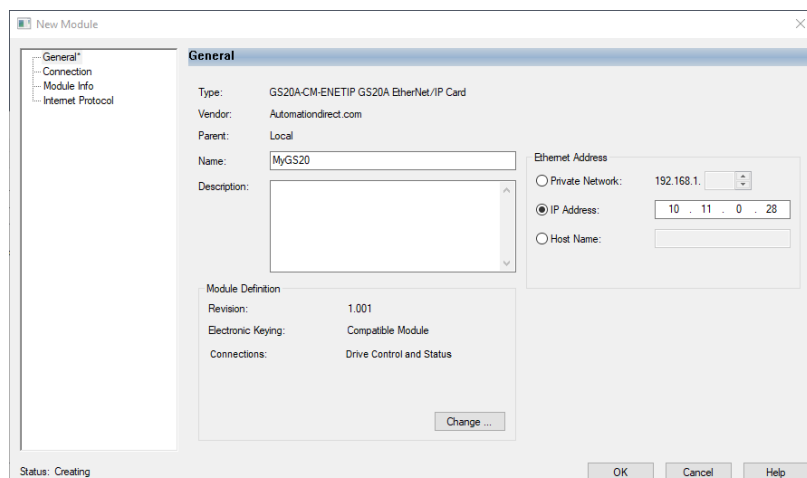 New Module
General*
Connection
Module Info
Internet Protocol
General
Type: GS20A-CM-ENETIP GS20A EtherNet/IP Card
Vendor: Automationdirect.com
Parent: Local
Name: MyGS20
Description:
Ethernet Address
Private Network: 192.168.1.
IP Address: 10 . 11 . 0 . 28
Host Name:
Module Definition
Revision: 1.001
Electronic Keying: Compatible Module
Connections: Drive Control and Status
Change ...
Status: Creating
OK Cancel Help